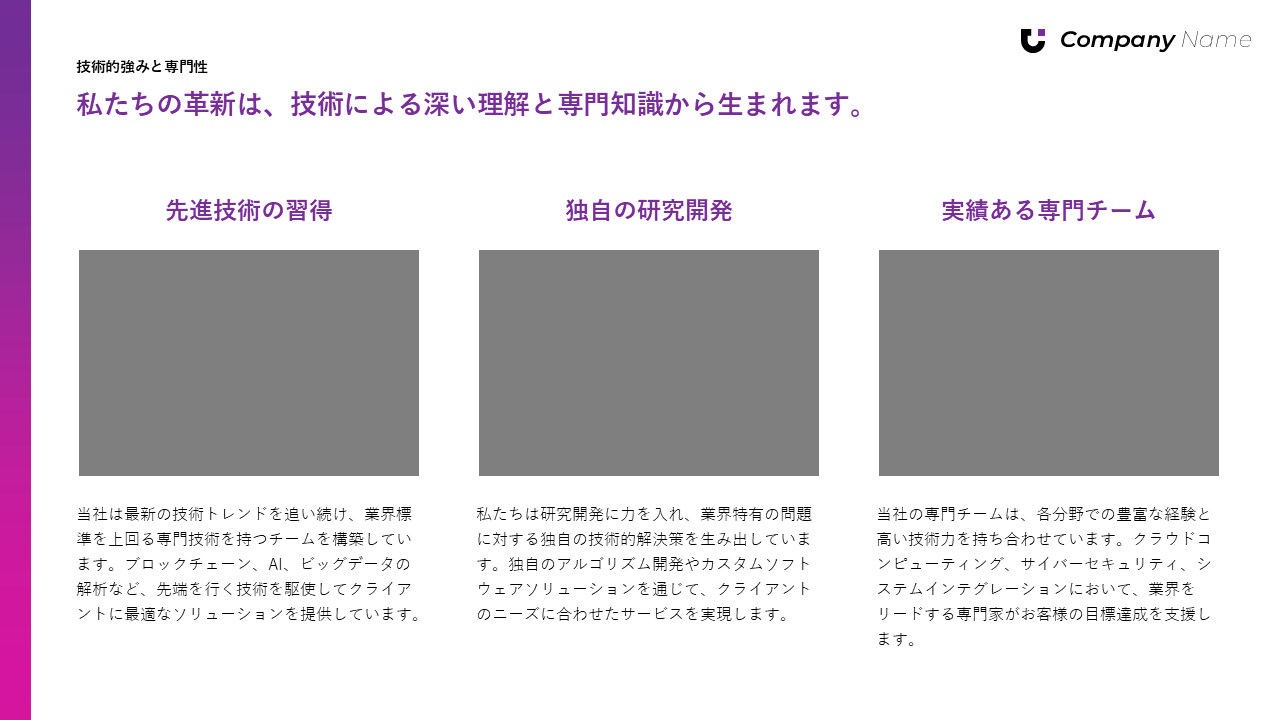 Company Name
技術的強みと専門性
私たちの革新は、技術による深い理解と専門知識から生まれます。
先進技術の習得
当社は最新の技術トレンドを追い続け、業界標
準を上回る専門技術を持つチームを構築してい
ます。ブロックチェーン、AI、ビッグデータの
解析など、先端を行く技術を駆使してクライア
ントに最適なソリューションを提供しています。
独自の研究開発
私たちは研究開発に力を入れ、業界特有の問題
に対する独自の技術的解決策を生み出していま
す。独自のアルゴリズム開発やカスタムソフト
ウェアソリューションを通じて、クライアント
のニーズに合わせたサービスを実現します。
実績ある専門チーム
当社の専門チームは、各分野での豊富な経験と
高い技術力を持ち合わせています。クラウドコ
ンピューティング、サイバーセキュリティ、シ
ステムインテグレーションにおいて、業界を
リードする専門家がお客様の目標達成を支援し
ます。